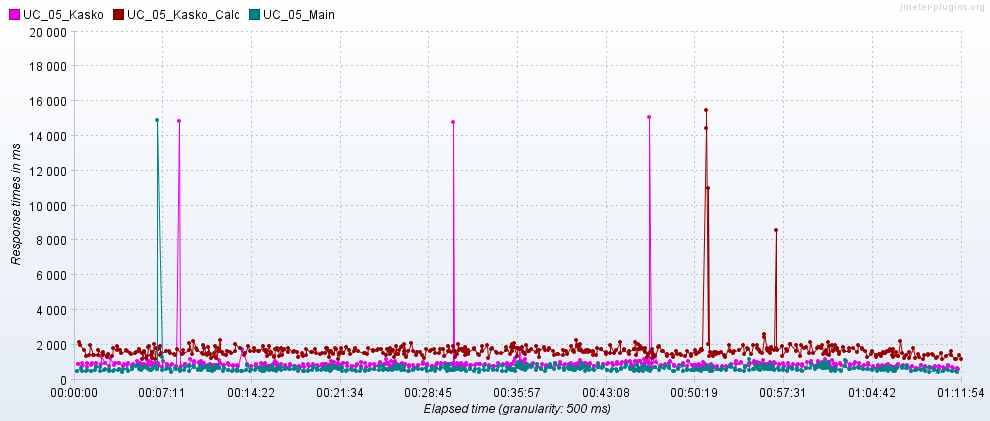 jmeter-plugins.org
UC_05_Kasko UC_05_Kasko_Calc UC_05_Main
20 000
18 000
16 000
14 000
12 000
10 000
8 000
6 000
4 000
2 000
0
Response times in ms
00:00:00 00:07:11 00:14:22 00:21:34 00:28:45 00:35:57 00:43:08 00:50:19 00:57:31 01:04:42 01:11:54
Elapsed time (granularity: 500 ms)